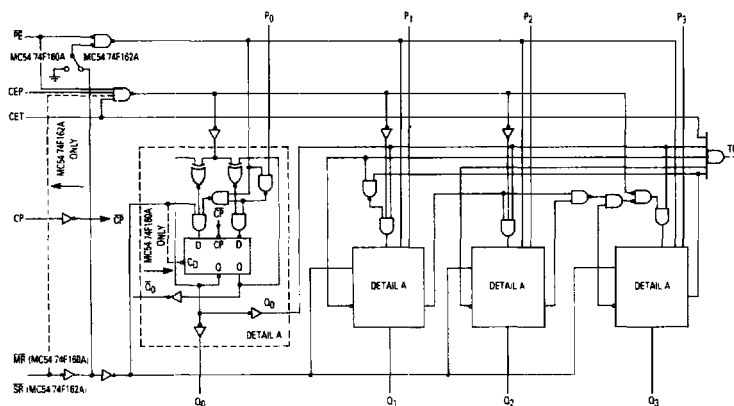 P0
P1
P2
P3
PE
MC54 74F160A
MC54 74F162A
CEP
CET
MC54 74F162A
ONLY
CP
CP
MC54 74F160A
ONLY
CP
D
CP
D
CD
Q
Q
Q0
Q0
DETAIL A
DETAIL A
DETAIL A
DETAIL A
MR (MC54 74F160A)
SR (MC54 74F162A)
Q0
Q1
Q2
Q3